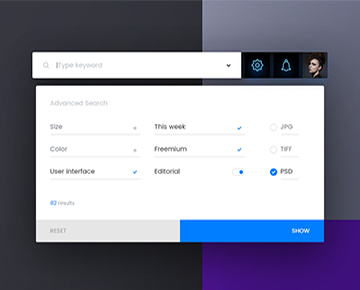 Type keyword
Advanced Search
Size
This week
JPG
Color
Freemium
TIFF
User interface
Editorial
PSD
82 results
RESET
SHOW